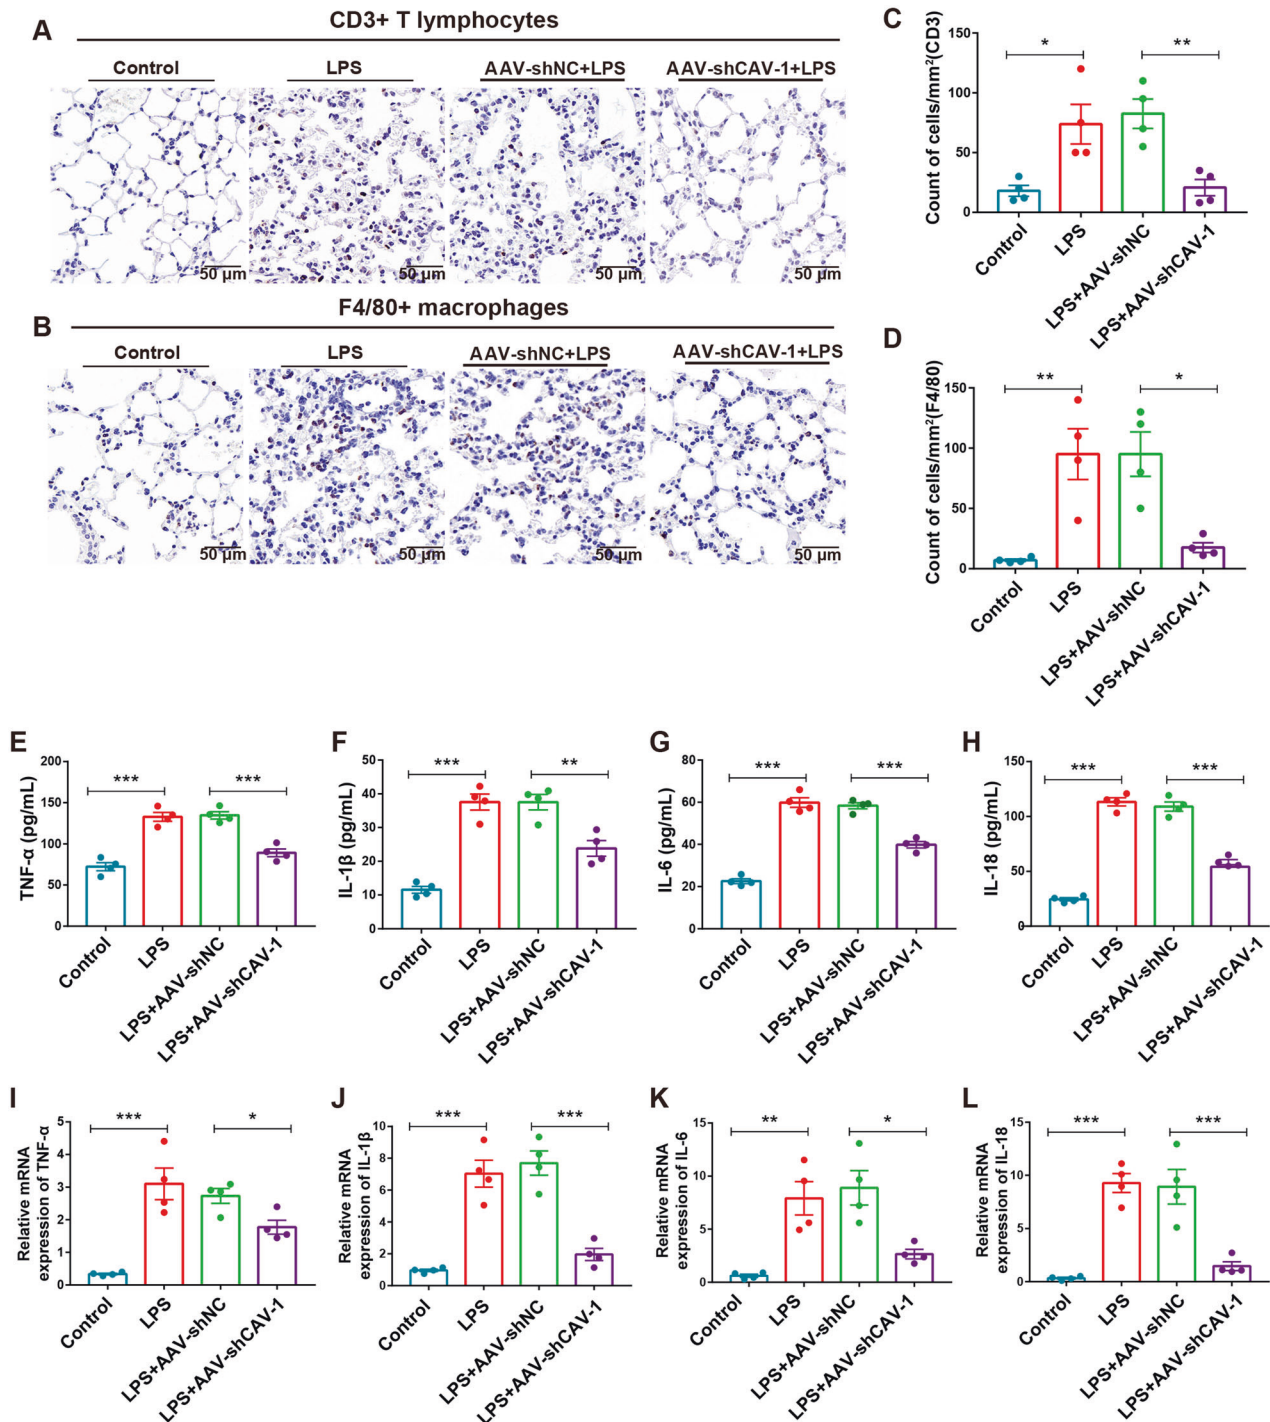 A
CD3+ T lymphocytes
Control
LPS
AAV-shNC+LPS
AAV-shCAV-1+LPS
50 μm
50 μm
50 μm
50 μm
B
F4/80+ macrophages
Control
LPS
AAV-shNC+LPS
AAV-shCAV-1+LPS
50 μm
50 μm
50 μm
50 μm
C
Count of cells/mm²(CD3)
150
100
50
0
*
**
Control
LPS
LPS+AAV-shNC
LPS+AAV-shCAV-1
D
Count of cells/mm²(F4/80)
150
100
50
0
**
*
Control
LPS
LPS+AAV-shNC
LPS+AAV-shCAV-1
E
TNF-α (pg/mL)
200
150
100
50
0
***
***
Control
LPS
LPS+AAV-shNC
LPS+AAV-shCAV-1
F
IL-1β (pg/mL)
50
40
30
20
10
0
***
**
Control
LPS
LPS+AAV-shNC
LPS+AAV-shCAV-1
G
IL-6 (pg/mL)
80
60
40
20
0
***
***
Control
LPS
LPS+AAV-shNC
LPS+AAV-shCAV-1
H
IL-18 (pg/mL)
150
100
50
0
***
***
Control
LPS
LPS+AAV-shNC
LPS+AAV-shCAV-1
I
Relative mRNA
expression of TNF-α
5
4
3
2
1
0
***
*
Control
LPS
LPS+AAV-shNC
LPS+AAV-shCAV-1
J
Relative mRNA
expression of IL-1β
10
8
6
4
2
0
***
***
Control
LPS
LPS+AAV-shNC
LPS+AAV-shCAV-1
K
Relative mRNA
expression of IL-6
15
10
5
0
**
*
Control
LPS
LPS+AAV-shNC
LPS+AAV-shCAV-1
L
Relative mRNA
expression of IL-18
15
10
5
0
***
***
Control
LPS
LPS+AAV-shNC
LPS+AAV-shCAV-1